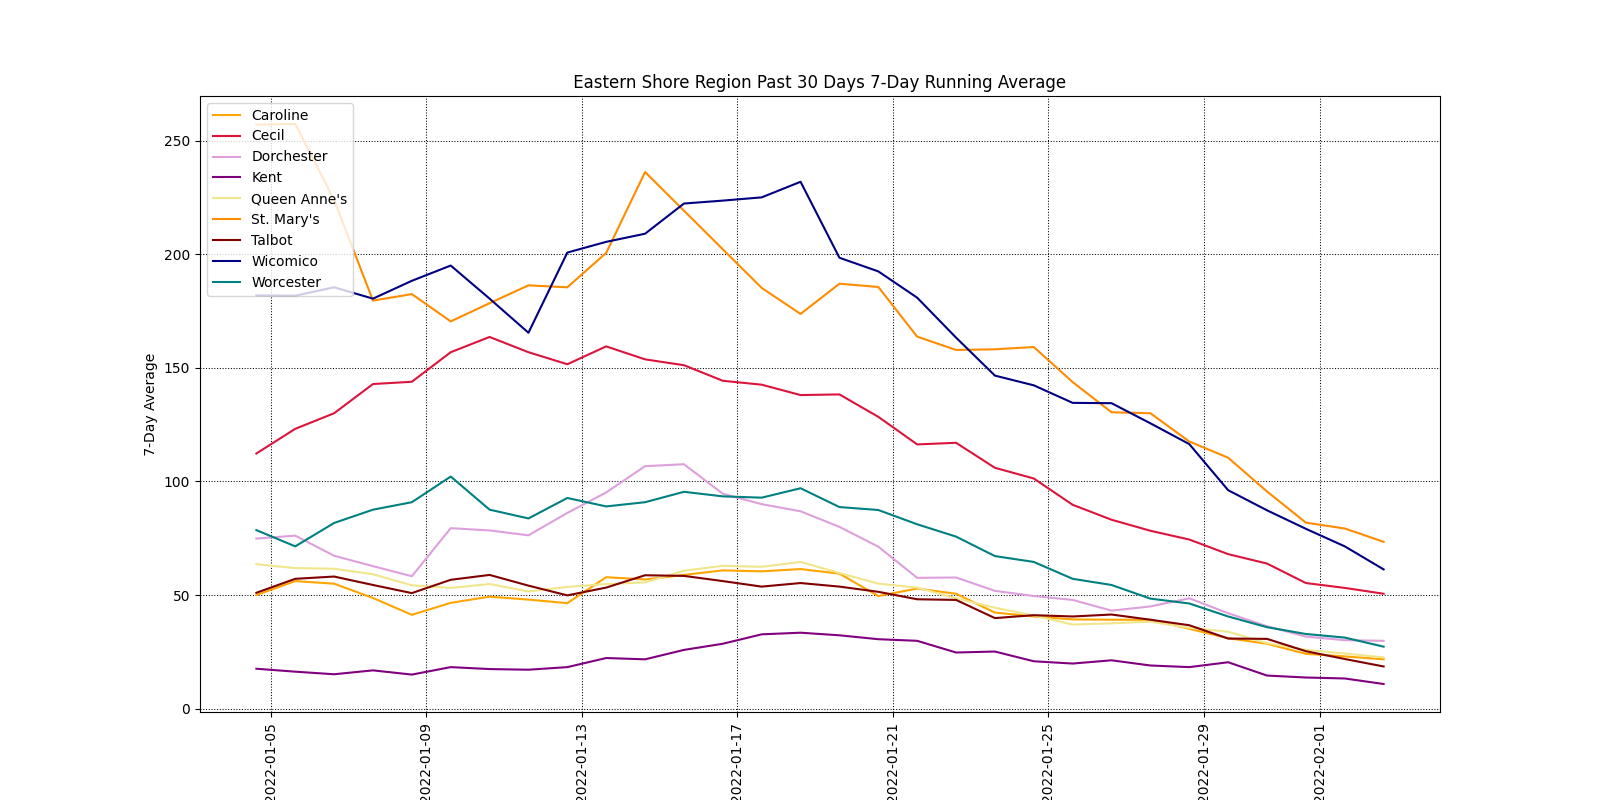 Eastern Shore Region Past 30 Days 7-Day Running Average
Caroline
Cecil
Dorchester
Kent
Queen Anne's
St. Mary's
Talbot
Wicomico
Worcester
7-Day Average
250
200
150
100
50
0
2022-01-05
2022-01-09
2022-01-13
2022-01-17
2022-01-21
2022-01-25
2022-01-29
2022-02-01